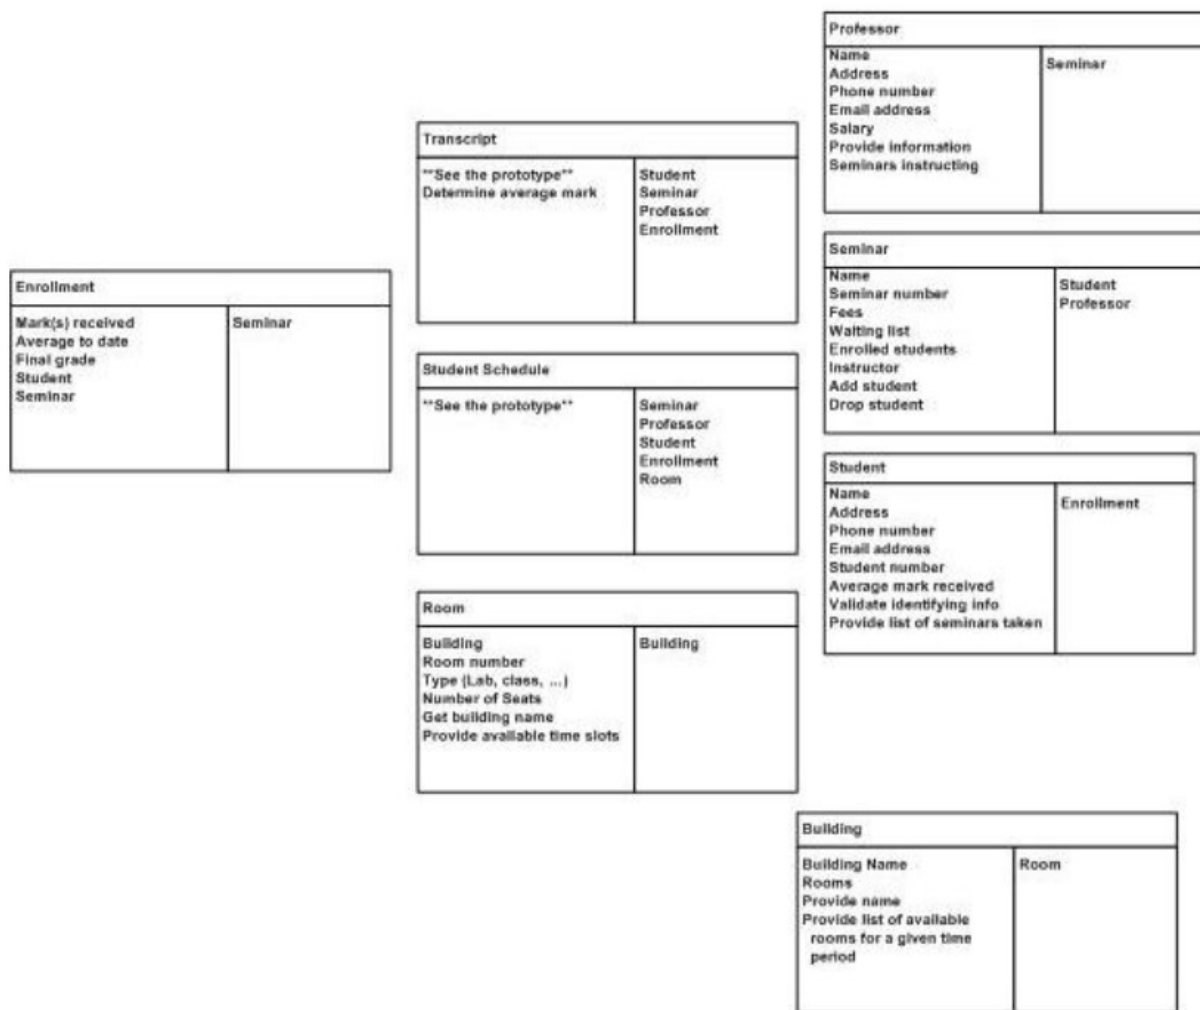 Professor
Name
Address
Phone number
Email address
Salary
Provide information
Seminars instructing
Seminar
Transcript
**See the prototype**
Determine average mark
Student
Seminar
Professor
Enrollment
Seminar
Name
Seminar number
Fees
Waiting list
Enrolled students
Instructor
Add student
Drop student
Student
Professor
Enrollment
Mark(s) received
Average to date
Final grade
Student
Seminar
Seminar
Student Schedule
**See the prototype**
Seminar
Professor
Student
Enrollment
Room
Student
Name
Address
Phone number
Email address
Student number
Average mark received
Validate identifying info
Provide list of seminars taken
Enrollment
Room
Building
Room number
Type (Lab, class, ...)
Number of Seats
Get building name
Provide available time slots
Building
Building
Building Name
Rooms
Provide name
Provide list of available
rooms for a given time
period
Room